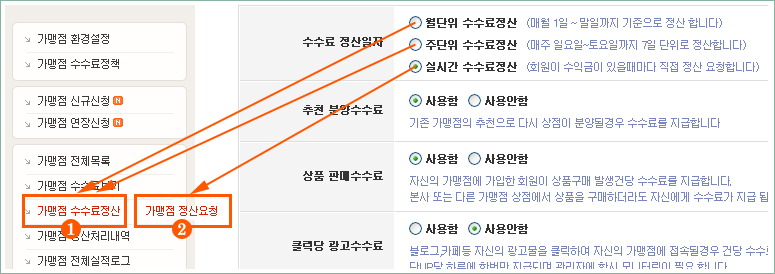 가맹점 환경설정
가맹점 수수료정책
가맹점 신규신청 N
가맹점 연장신청 N
가맹점 전체목록
가맹점
가맹점 수수료정산
가맹점 정산요청
1
2
가맹점 정산처리내역
가맹점 전체실적로그
수수료 정산일자
월단위 수수료정산 (매월 1일 ~ 말일까지 기준으로 정산 합니다)
주단위 수수료정산 (매주 일요일~토요일까지 7일 단위로 정산합니다)
실시간 수수료정산 (회원이 수익금이 있을때마다 직접 정산 요청합니다)
추천 분양수수료
사용함 사용안함
기존 가맹점의 추천으로 다시 상점이 분양될경우 수수료를 지급합니다
상품 판매수수료
사용함 사용안함
자신의 가맹점에 가입한 회원이 상품구매 발생건당 수수료를 지급합니다.
본사 또는 다른 가맹점 상점에서 상품을 구매하더라도 자신에게 수수료가 지급
클릭당 광고수수료
사용함 사용안함
블로그,카페등 자신의 광고물을 클릭하여 자신의 가맹점에 접속될경우 건당